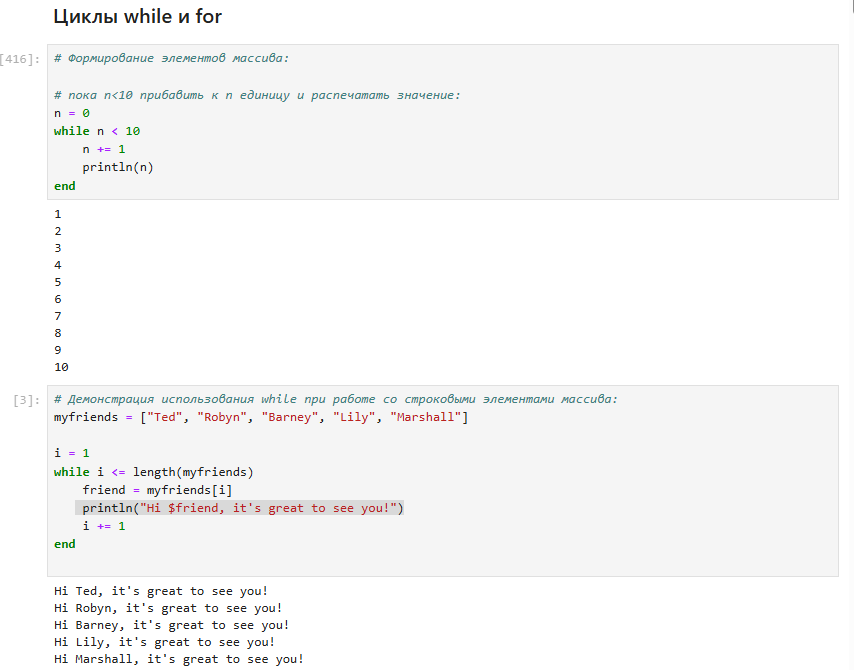 Циклы while и for
[416]: # Формирование элементов массива:
# пока n<10 прибавить к n единицу и распечатать значение:
n = 0
while n < 10
    n += 1
    println(n)
end
1
2
3
4
5
6
7
8
9
10
[3]: # Демонстрация использования while при работе со строковыми элементами массива:
myfriends = ["Ted", "Robyn", "Barney", "Lily", "Marshall"]
i = 1
while i <= length(myfriends)
    friend = myfriends[i]
    println("Hi $friend, it's great to see you!")
    i += 1
end
Hi Ted, it's great to see you!
Hi Robyn, it's great to see you!
Hi Barney, it's great to see you!
Hi Lily, it's great to see you!
Hi Marshall, it's great to see you!